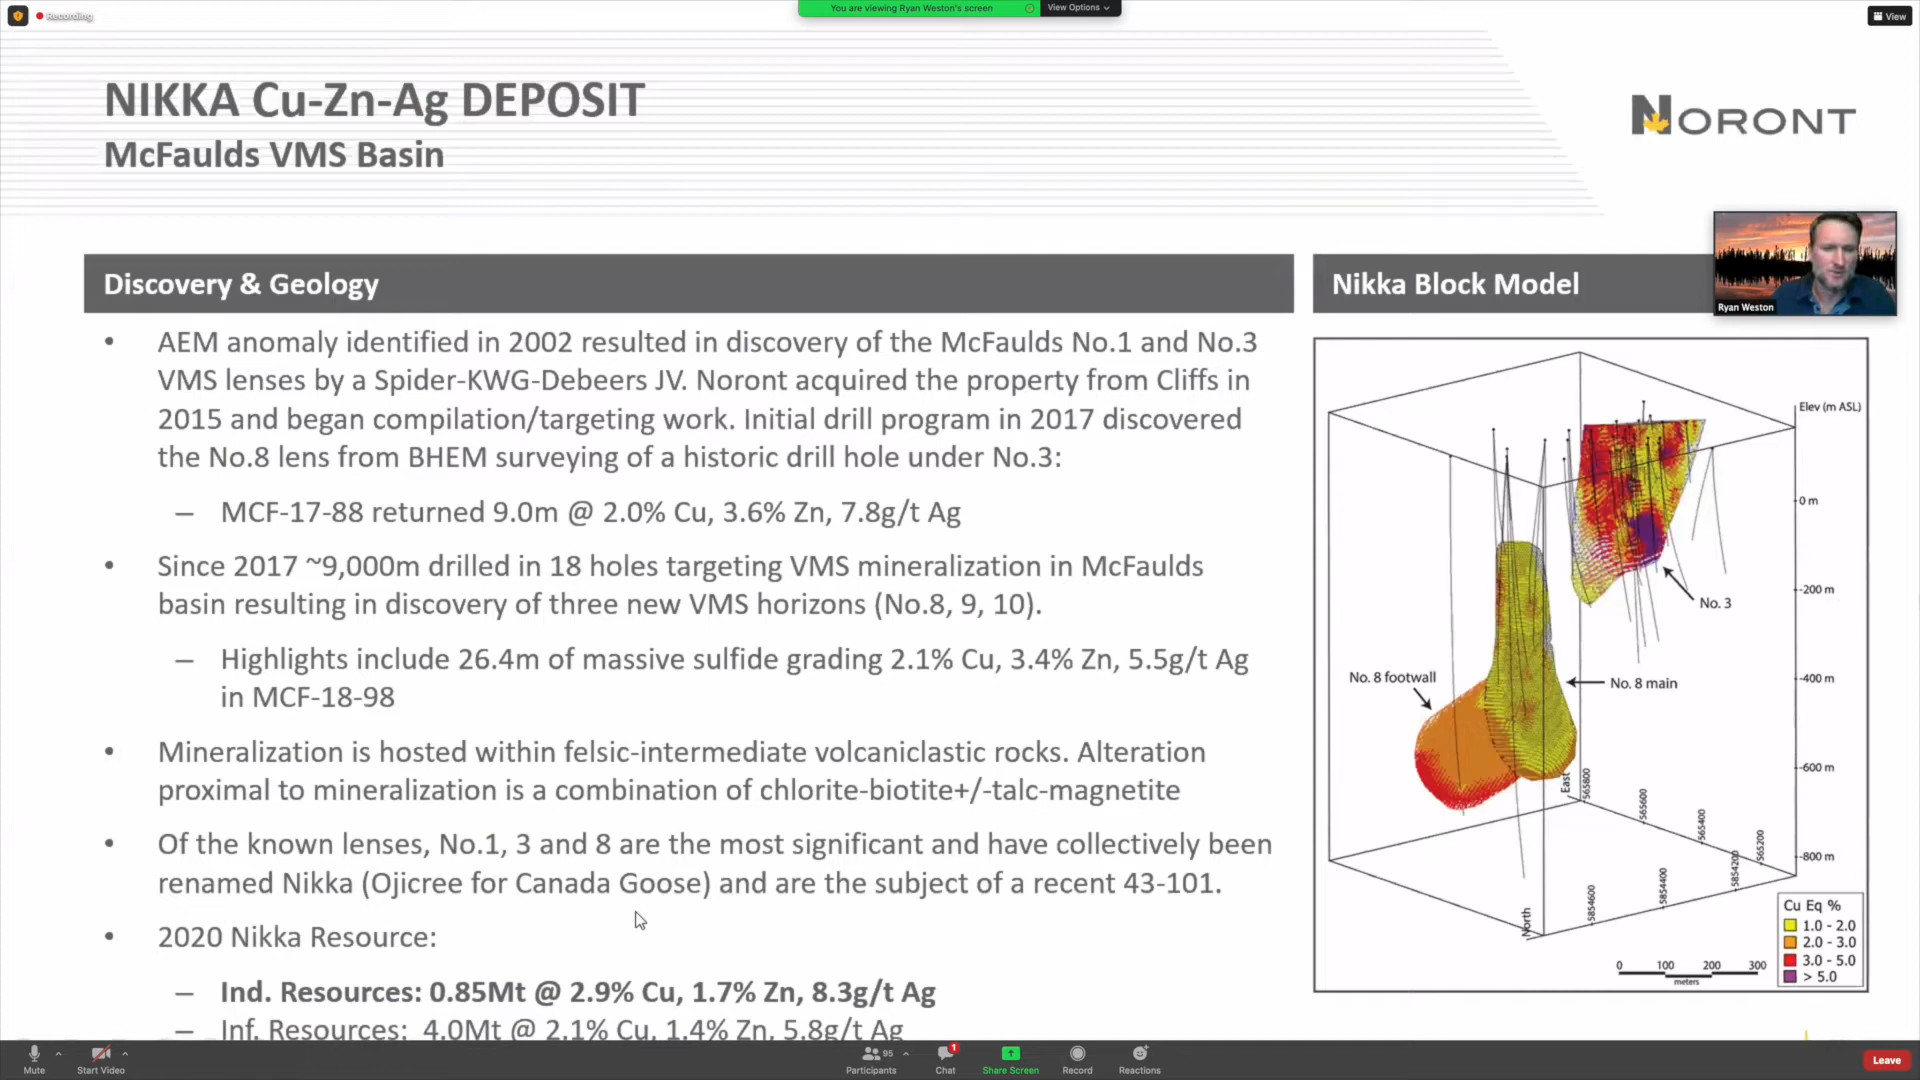 Recording
You are viewing Ryan Weston's screen
View Options
View
NIKKA Cu-Zn-Ag DEPOSIT
McFaulds VMS Basin
NORONT
Discovery & Geology
AEM anomaly identified in 2002 resulted in discovery of the McFaulds No.1 and No.3
VMS lenses by a Spider-KWG-Debeers JV. Noront acquired the property from Cliffs in
2015 and began compilation/targeting work. Initial drill program in 2017 discovered
the No.8 lens from BHEM surveying of a historic drill hole under No.3:
– MCF-17-88 returned 9.0m @ 2.0% Cu, 3.6% Zn, 7.8g/t Ag
• Since 2017 ~9,000m drilled in 18 holes targeting VMS mineralization in McFaulds
basin resulting in discovery of three new VMS horizons (No.8, 9, 10).
– Highlights include 26.4m of massive sulfide grading 2.1% Cu, 3.4% Zn, 5.5g/t Ag
in MCF-18-98
• Mineralization is hosted within felsic-intermediate volcaniclastic rocks. Alteration
proximal to mineralization is a combination of chlorite-biotite+/-talc-magnetite
• Of the known lenses, No.1, 3 and 8 are the most significant and have collectively been
renamed Nikka (Ojicree for Canada Goose) and are the subject of a recent 43-101.
• 2020 Nikka Resource:
– Ind. Resources: 0.85Mt @ 2.9% Cu, 1.7% Zn, 8.3g/t Ag
– Inf. Resources: 4.0Mt @ 2.1% Cu, 1.4% Zn, 5.8g/t Ag
Nikka Block Model
Ryan Weston
Elev (m ASL)
0 m
-200 m
No. 3
-400 m
No. 8 footwall
No. 8 main
-600 m
East
565800
565600
565400
565200
-800 m
North
5854600
5854400
5854200
0 100 200 300
meters
Cu Eq %
1.0 - 2.0
2.0 - 3.0
3.0 - 5.0
> 5.0
Mute
Start Video
95
Participants
1
Chat
Share Screen
Record
Reactions
Leave